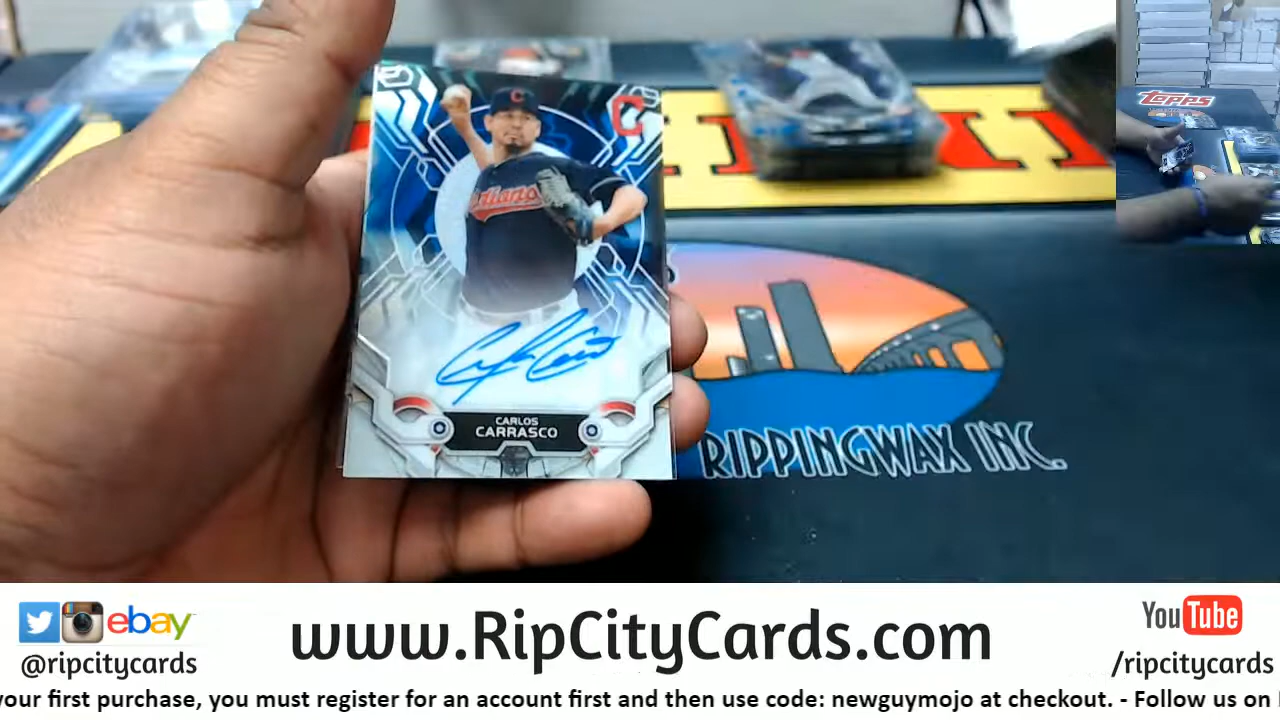 C
C
Indians
CARLOS
CARRASCO
topps
RIPPINGWAX INC.
ebay
www.RipCityCards.com
YouTube
@ripcitycards
/ripcitycards
your first purchase, you must register for an account first and then use code: newguymojo at checkout. - Follow us on